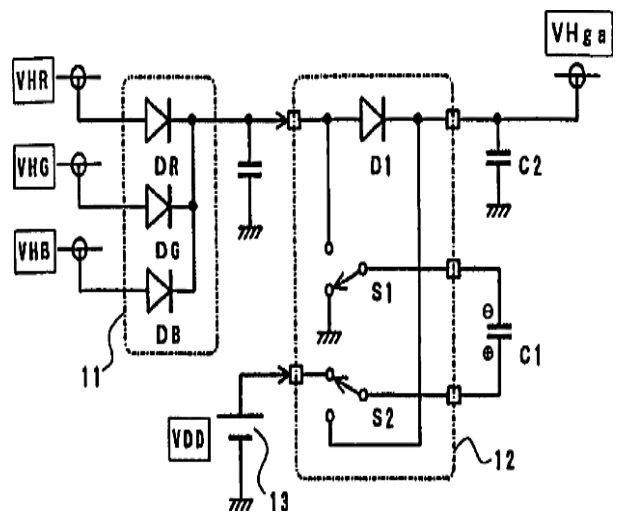 VHga
VHR
DR
D1
C2
VHG
DG
VHB
S1
⊖
11
DB
C1
⊕
S2
VDD
13
12